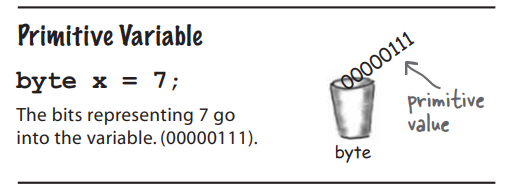 Primitive Variable
byte x = 7;
The bits representing 7 go
into the variable. (00000111).
00000111
primitive
value
byte